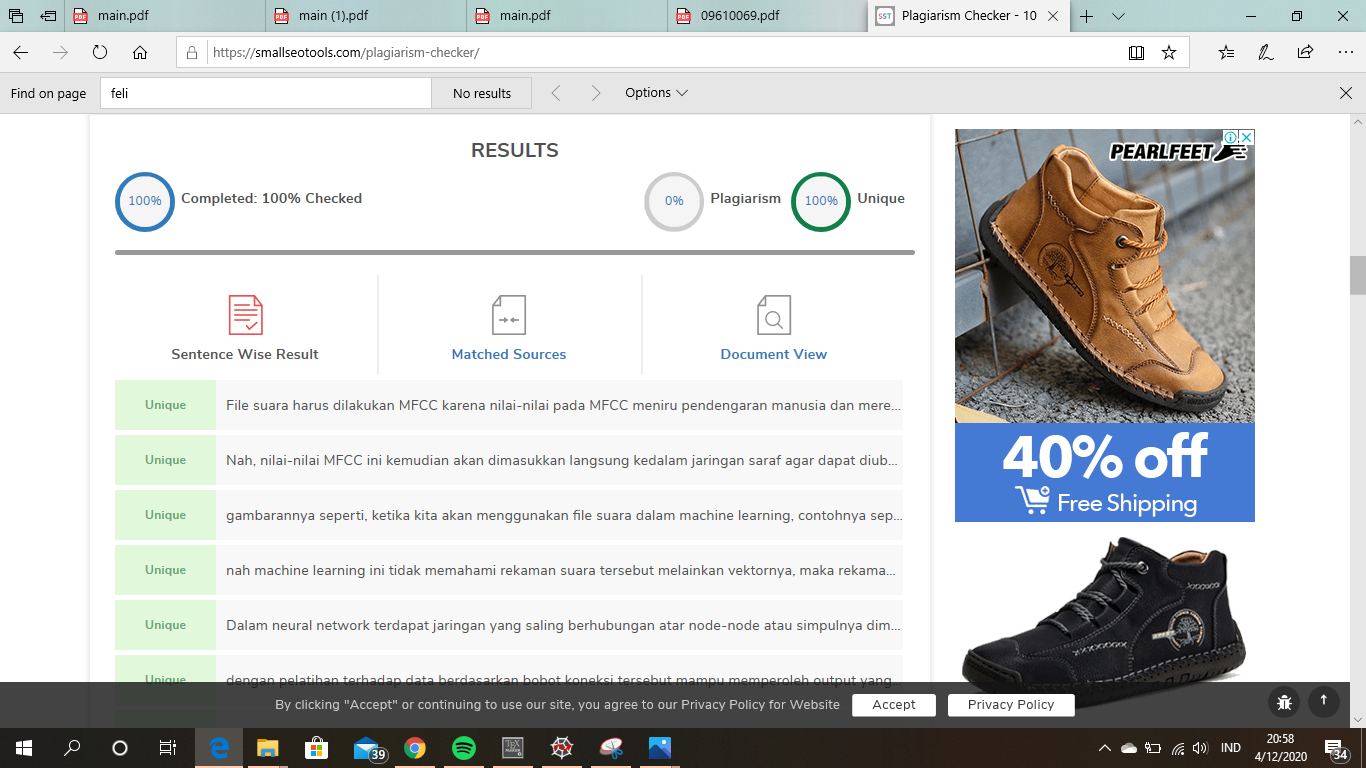 main.pdf
main (1).pdf
main.pdf
09610069.pdf
SST Plagiarism Checker - 10
https://smallseotools.com/plagiarism-checker/
Find on page feli No results Options
RESULTS
100% Completed: 100% Checked 0% Plagiarism 100% Unique
Sentence Wise Result
Matched Sources
Document View
Unique File suara harus dilakukan MFCC karena nilai-nilai pada MFCC meniru pendengaran manusia dan mere...
Unique Nah, nilai-nilai MFCC ini kemudian akan dimasukkan langsung kedalam jaringan saraf agar dapat diub...
Unique gambarannya seperti, ketika kita akan menggunakan file suara dalam machine learning, contohnya sep...
Unique nah machine learning ini tidak memahami rekaman suara tersebut melainkan vektornya, maka rekama...
Unique Dalam neural network terdapat jaringan yang saling berhubungan atar node-node atau simpulnya dim...
Unique dengan pelatihan terhadap data berdasarkan bobot koneksi tersebut mampu memperoleh output yang...
PEARLFEET
40% off
Free Shipping
By clicking "Accept" or continuing to use our site, you agree to our Privacy Policy for Website Accept Privacy Policy
39
TEX MAKER
IND
20:58
4/12/2020
34